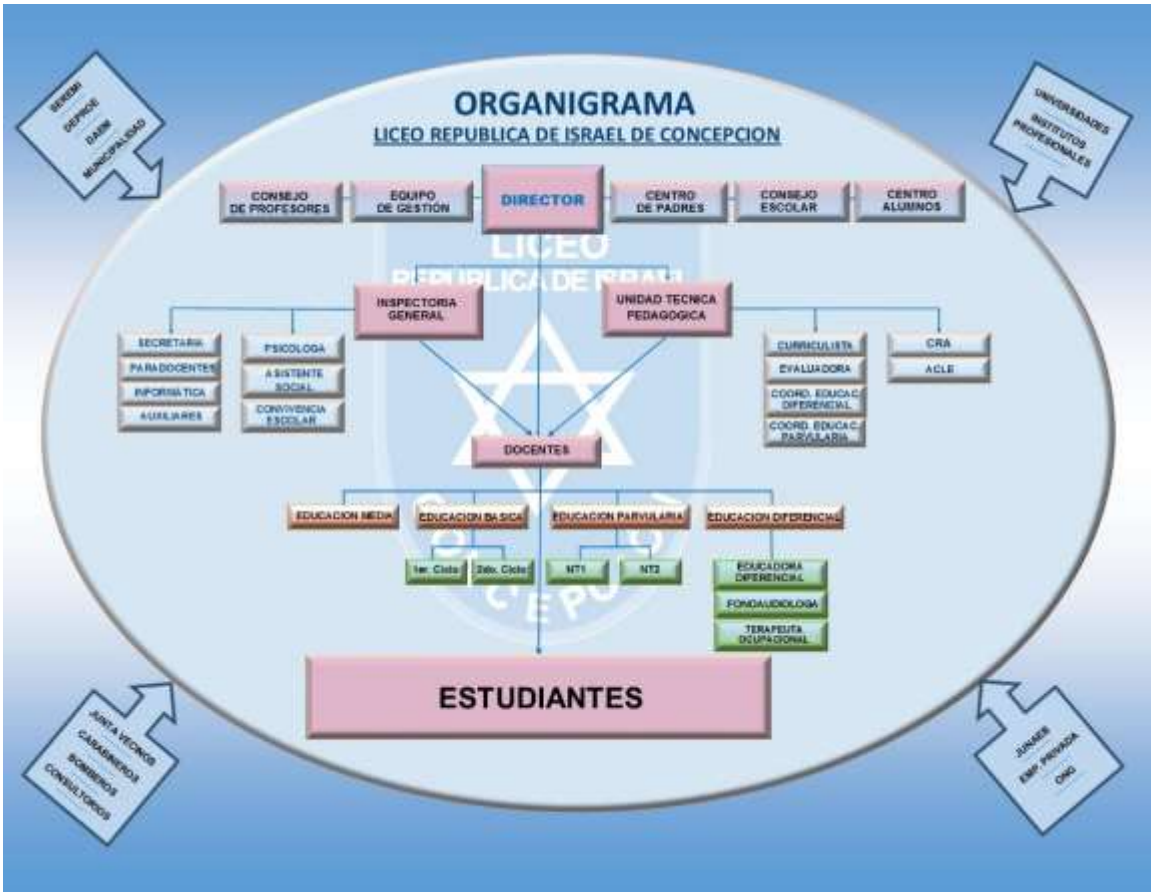 ORGANIGRAMA
LICEO REPUBLICA DE ISRAEL DE CONCEPCION
SEREMI
DEPROE
DAEM
MUNICIPALIDAD
UNIVERSIDADES
INSTITUTOS
PROFESIONALES
CONSEJO
DE PROFESORES
EQUIPO
DE GESTIÓN
DIRECTOR
CENTRO
DE PADRES
CONSEJO
ESCOLAR
CENTRO
ALUMNOS
LICEO
REPUBLICA DE ISRAEL
INSPECTORIA
GENERAL
UNIDAD TECNICA
PEDAGOGICA
SECRETARIA
PARADOCENTES
INFORMATICA
AUXILIARES
PSICOLOGA
ASISTENTE
SOCIAL
CONVIVENCIA
ESCOLAR
CURRICULISTA
EVALUADORA
COORD. EDUCAC.
DIFERENCIAL
COORD. EDUCAC.
PARVULARIA
CRA
ACLE
DOCENTES
EDUCACION MEDIA
EDUCACION BASICA
EDUCACION PARVULARIA
EDUCACION DIFERENCIAL
1er. Ciclo
2do. Ciclo
NT1
NT2
EDUCADORA
DIFERENCIAL
FONOAUDIOLOGA
TERAPEUTA
OCUPACIONAL
ESTUDIANTES
JUNTA VECINOS
CARABINEROS
BOMBEROS
CONSULTORIOS
JUNAEB
EMP. PRIVADA
ONG